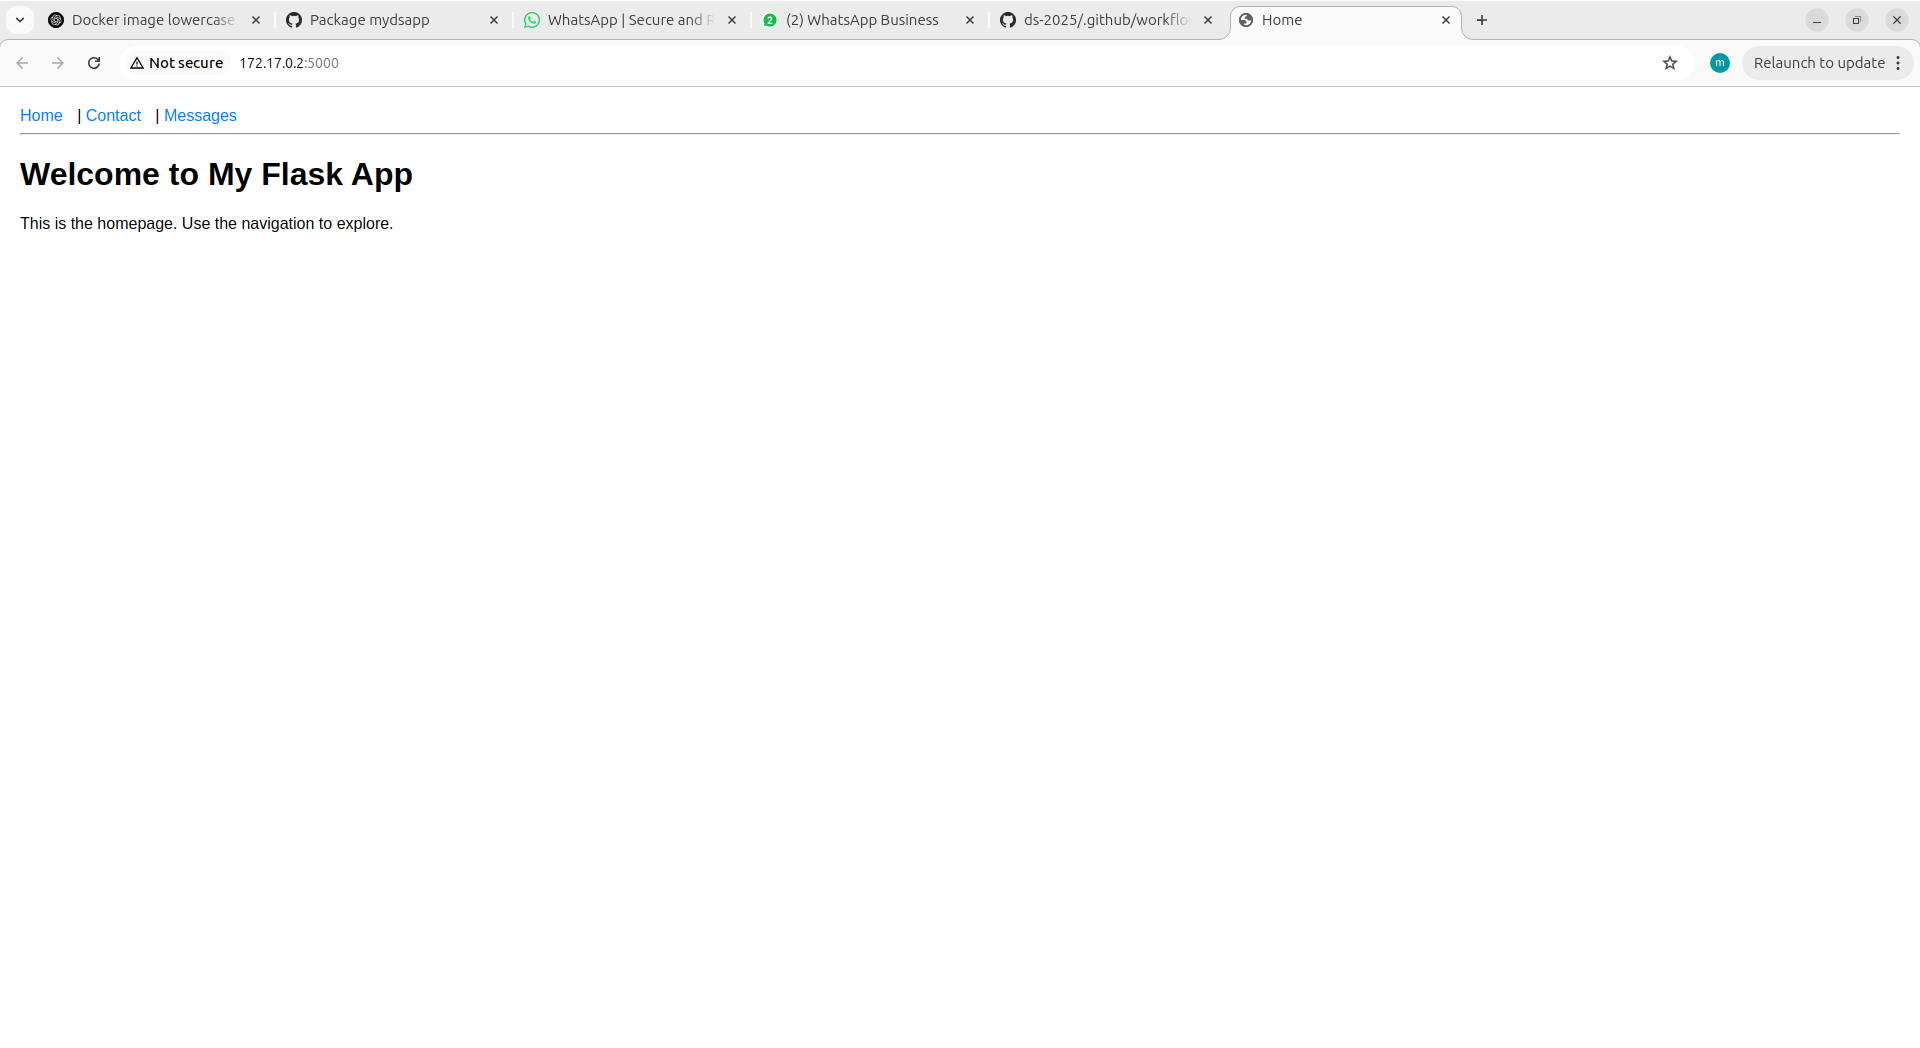 Docker image lowercase
Package mydsapp
WhatsApp | Secure and R
2 (2) WhatsApp Business
ds-2025/.github/workflo
Home
Not secure 172.17.0.2:5000
m
Relaunch to update
Home | Contact | Messages
Welcome to My Flask App
This is the homepage. Use the navigation to explore.